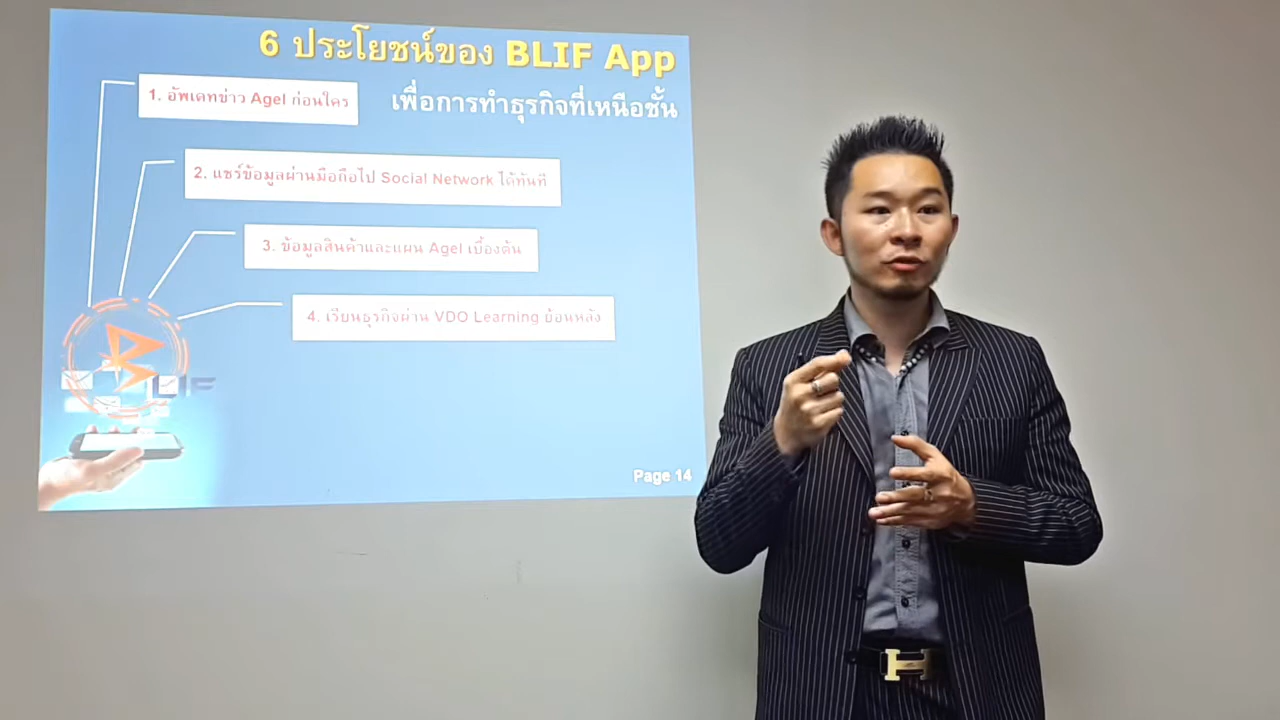 6 ประโยชน์ของ BLIF App
เพื่อการทำธุรกิจที่เหนือชั้น
1. อัพเดทข่าว Agel ก่อนใคร
2. แชร์ข้อมูลผ่านมือถือไป Social Network ได้ทันที
3. ข้อมูลสินค้าและแผน Agel เบื้องต้น
4. เรียนธุรกิจผ่าน VDO Learning ย้อนหลัง
BLIF
Page 14